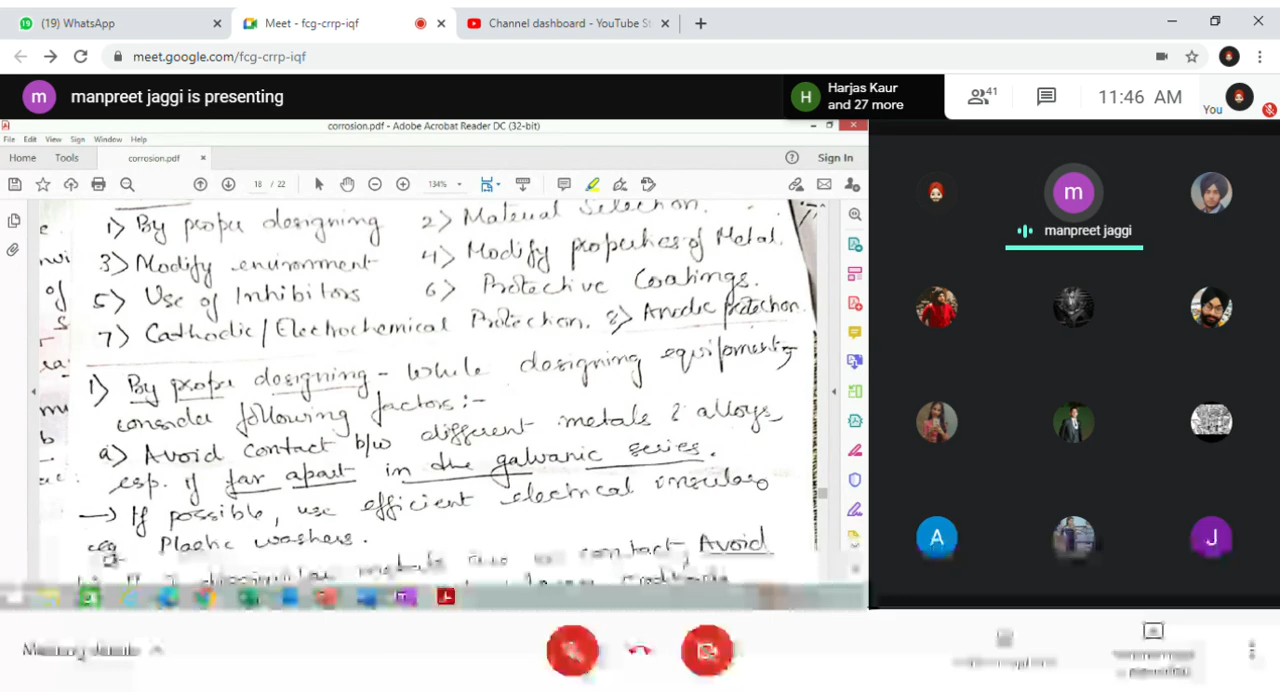 (19) WhatsApp
Meet - fcg-crrp-iqf
Channel dashboard - YouTube St
meet.google.com/fcg-crrp-iqf
m
manpreet jaggi is presenting
H
Harjas Kaur
and 27 more
41
11:46 AM
You
corrosion.pdf - Adobe Acrobat Reader DC (32-bit)
File Edit View Sign Window Help
Home Tools corrosion.pdf
Sign In
18 / 22
134%
1> By proper designing 2> Material Selection.
3> Modify environment 4> Modify properties of Metal.
5> Use of Inhibitors 6> Protective Coatings.
7> Cathodic/Electrochemical Protection. 8> Anodic protection.
1> By proper designing - While designing equipments,
consider following factors:-
a> Avoid contact b/w different metals & alloys,
esp. if far apart in the galvanic series.
→ If possible, use efficient electrical
eg Plastic washers.
contact, Avoid
m
manpreet jaggi
A
J